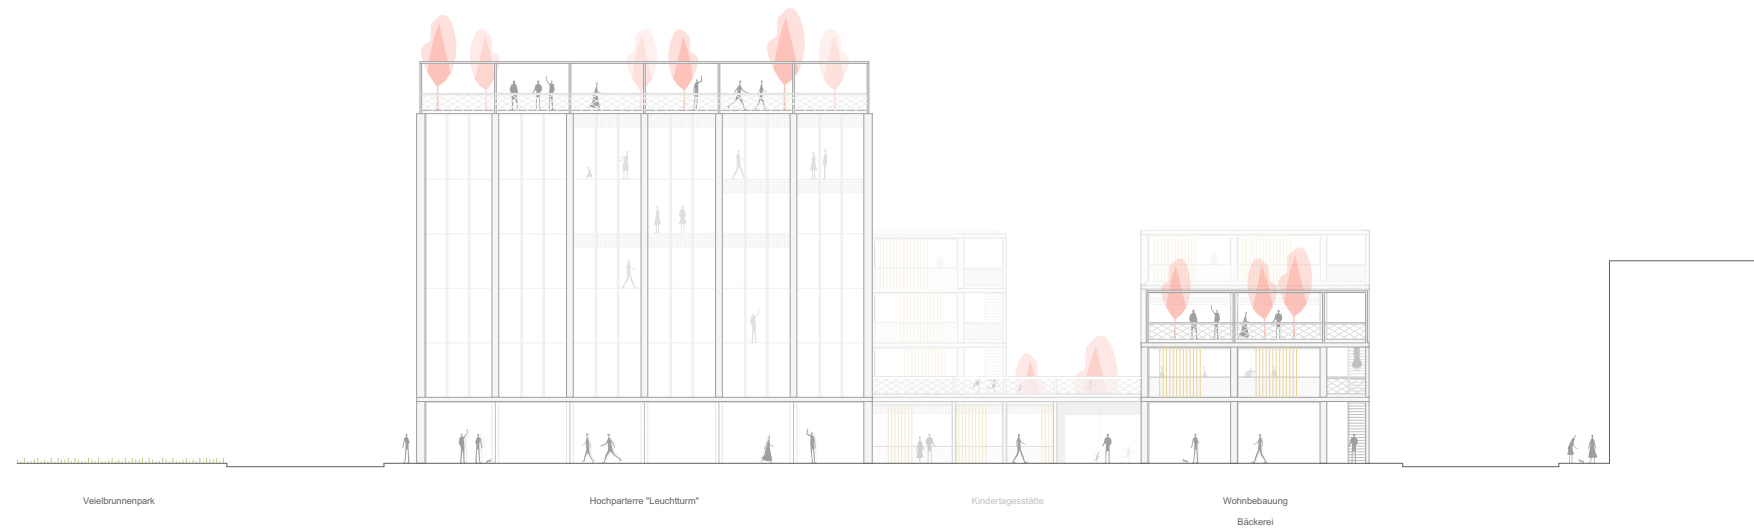 Veielbrunnenpark
Hochparterre "Leuchtturm"
Kindertagesstätte
Wohnbebauung
Bäckerei